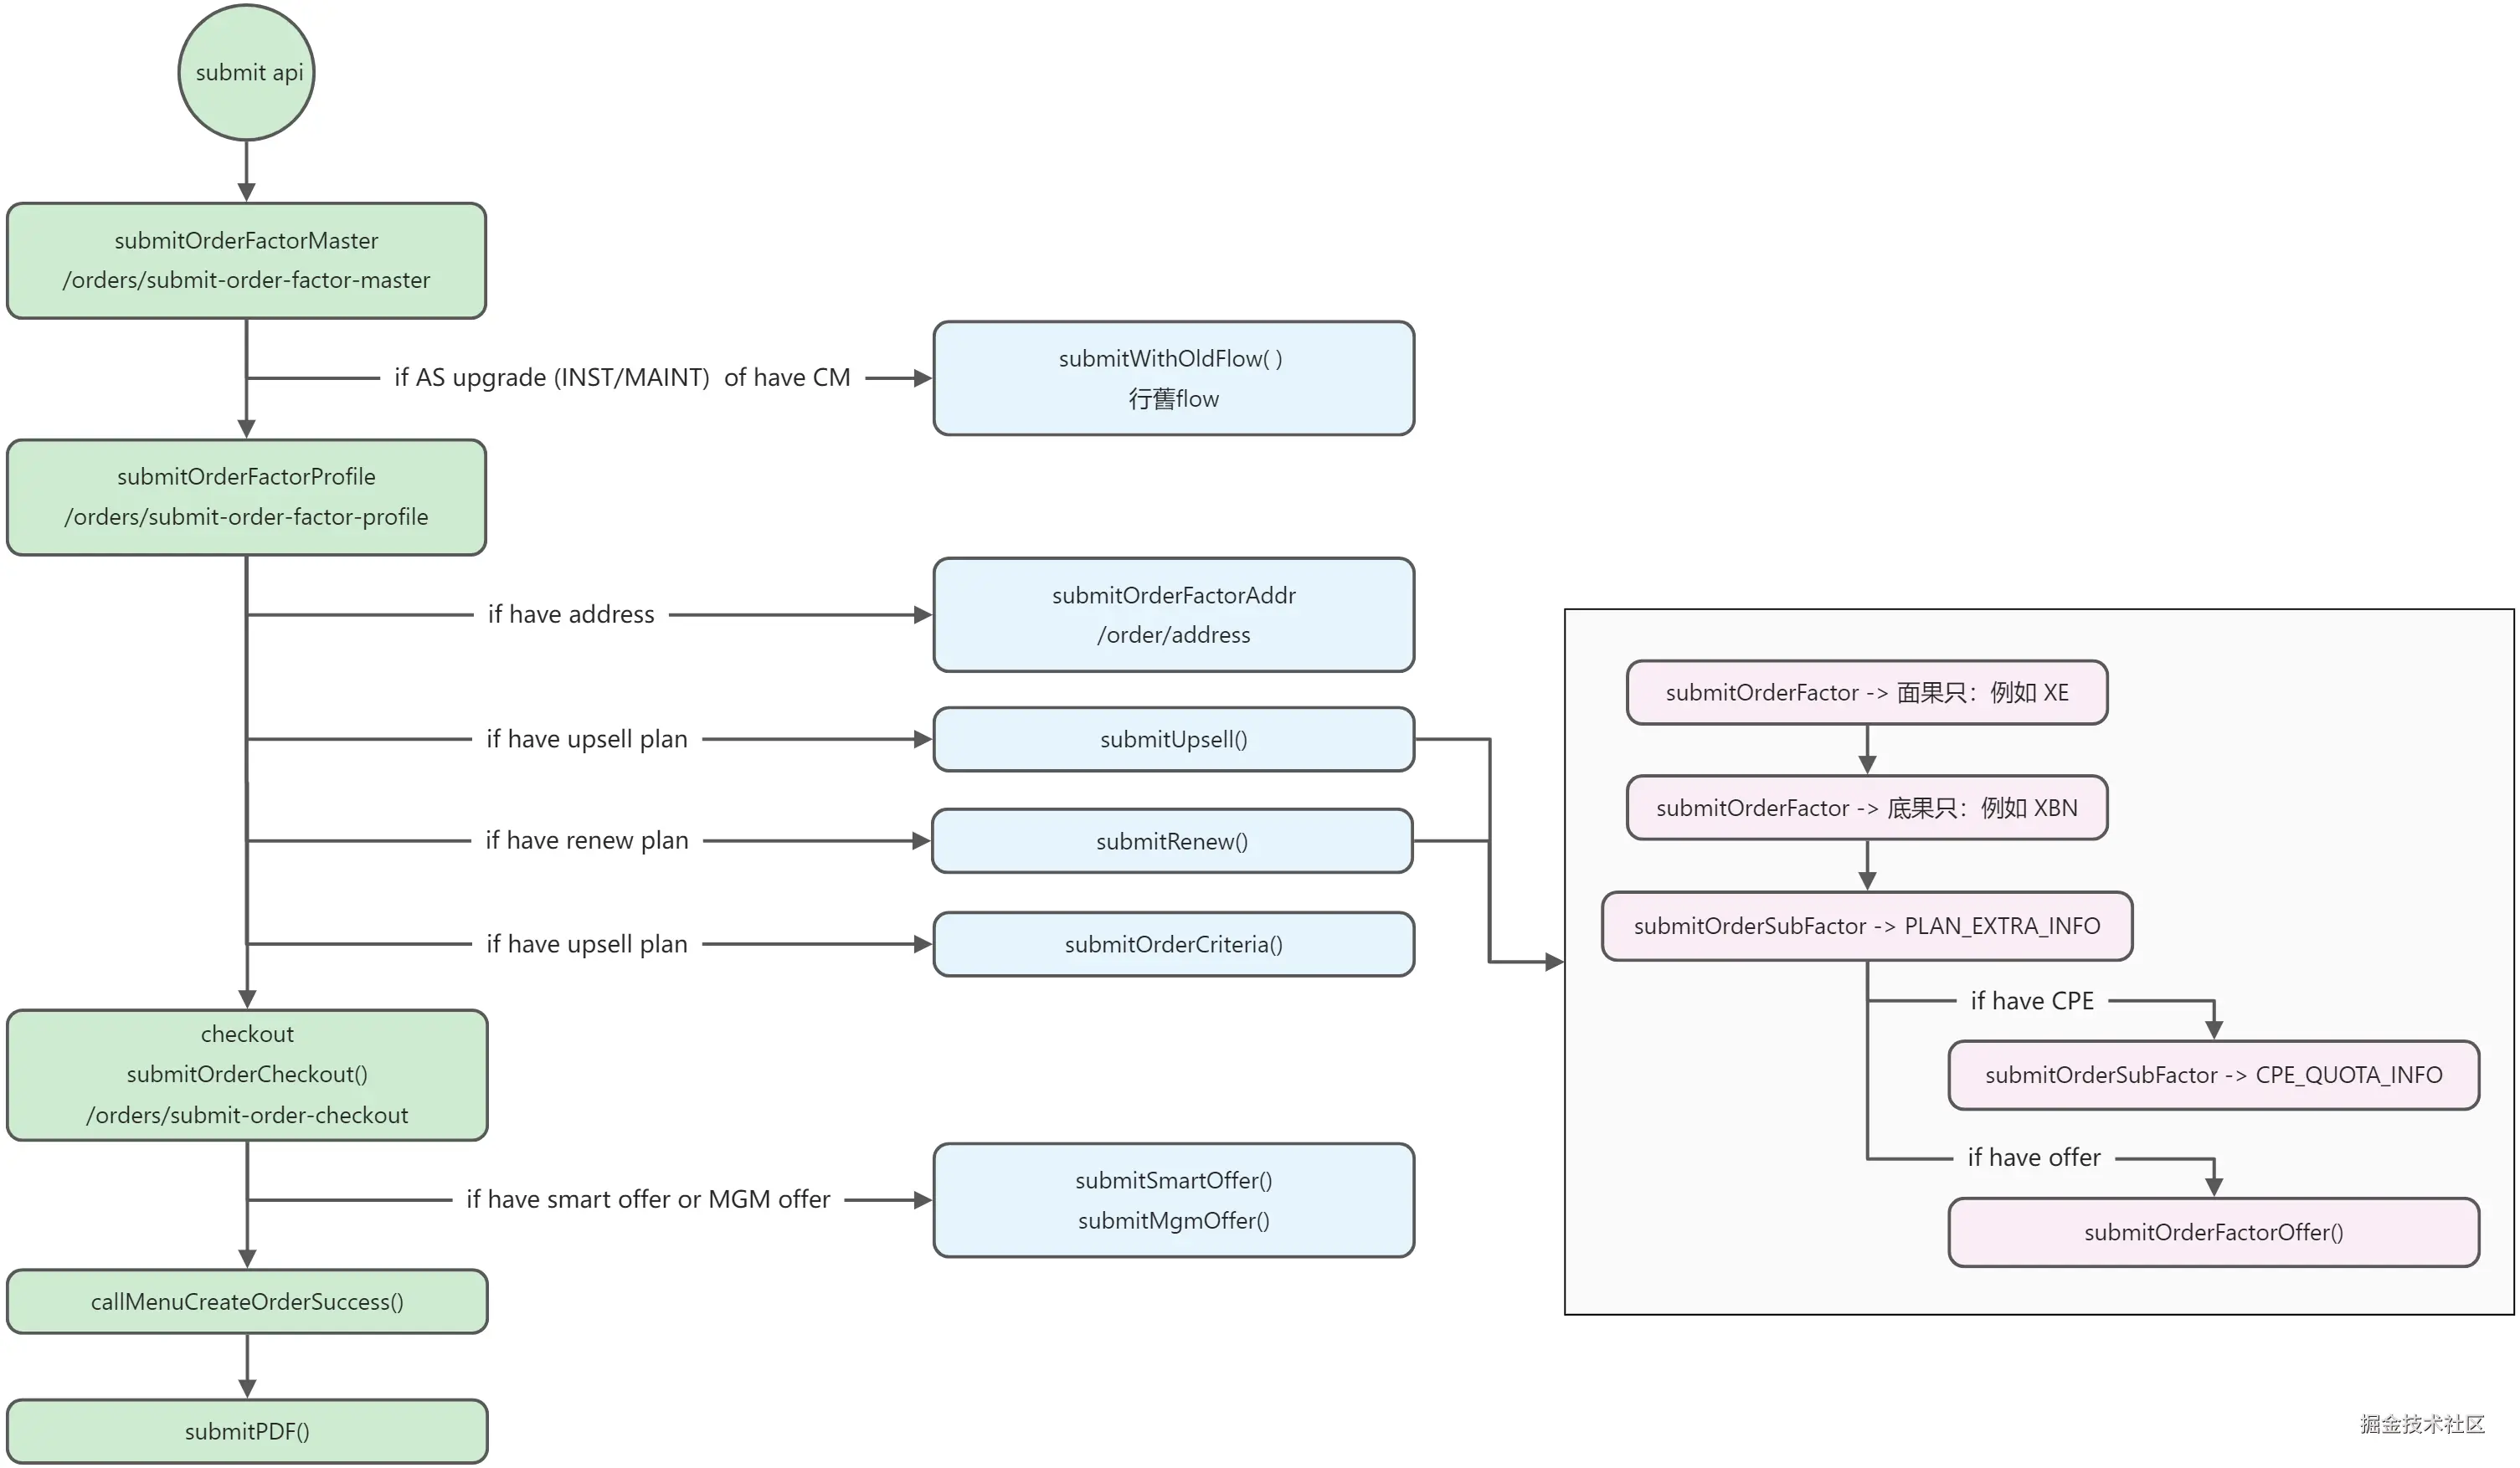 submit api
submitOrderFactorMaster
/orders/submit-order-factor-master
if AS upgrade (INST/MAINT)  of have CM
submitWithOldFlow( )
行舊flow
submitOrderFactorProfile
/orders/submit-order-factor-profile
if have address
submitOrderFactorAddr
/order/address
if have upsell plan
submitUpsell()
if have renew plan
submitRenew()
if have upsell plan
submitOrderCriteria()
submitOrderFactor -> 面果只：例如 XE
submitOrderFactor -> 底果只：例如 XBN
submitOrderSubFactor -> PLAN_EXTRA_INFO
if have CPE
submitOrderSubFactor -> CPE_QUOTA_INFO
if have offer
submitOrderFactorOffer()
checkout
submitOrderCheckout()
/orders/submit-order-checkout
if have smart offer or MGM offer
submitSmartOffer()
submitMgmOffer()
callMenuCreateOrderSuccess()
submitPDF()
掘金技术社区